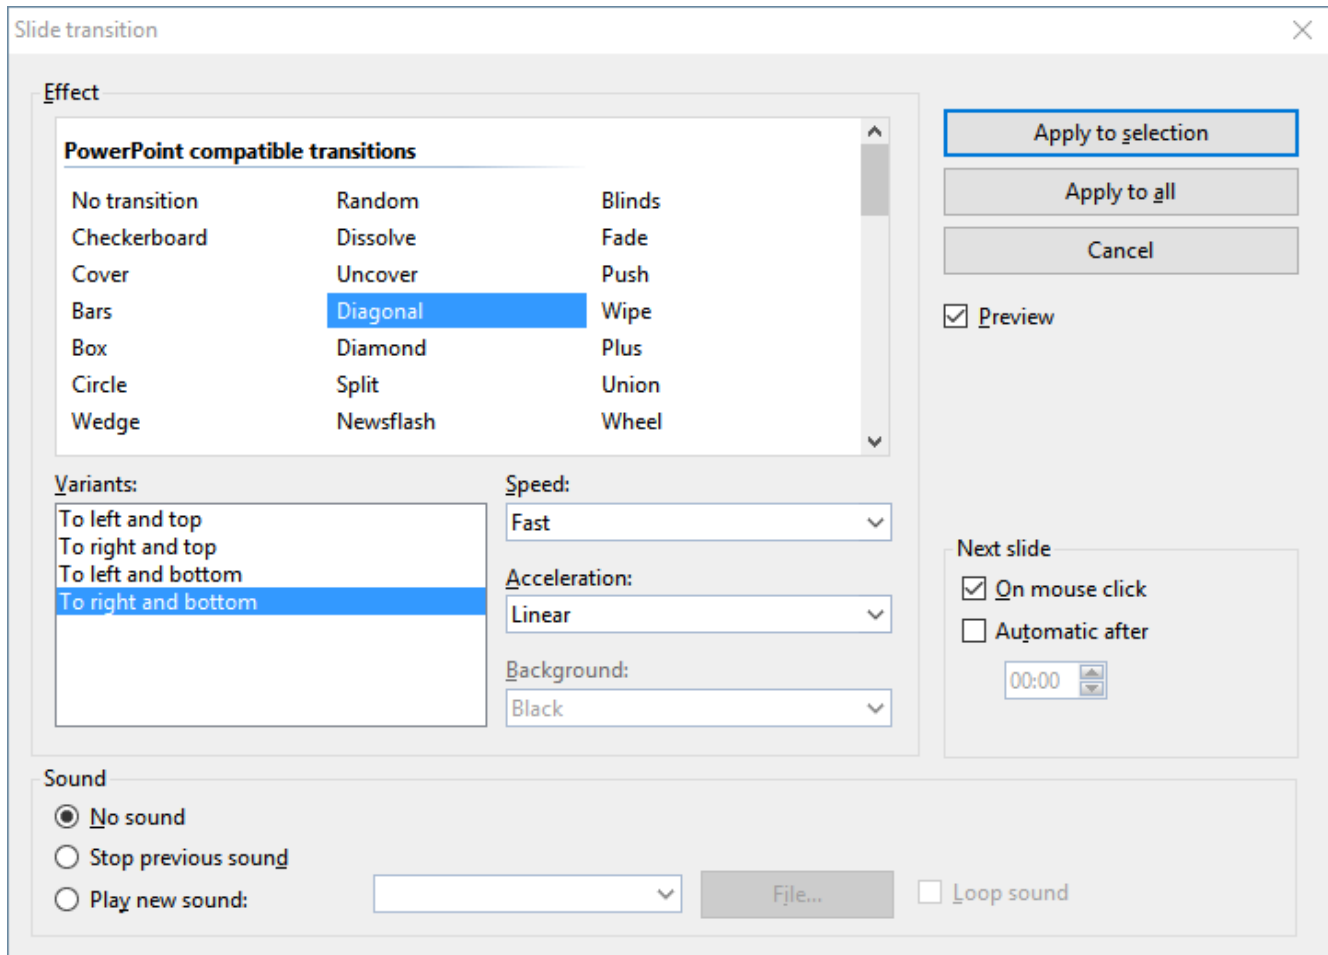 Slide transition
Effect
PowerPoint compatible transitions
No transition Random Blinds
Checkerboard Dissolve Fade
Cover Uncover Push
Bars Diagonal Wipe
Box Diamond Plus
Circle Split Union
Wedge Newsflash Wheel
Variants:
To left and top
To right and top
To left and bottom
To right and bottom
Speed:
Fast
Acceleration:
Linear
Background:
Black
Apply to selection
Apply to all
Cancel
Preview
Next slide
On mouse click
Automatic after
00:00
Sound
No sound
Stop previous sound
Play new sound: File... Loop sound